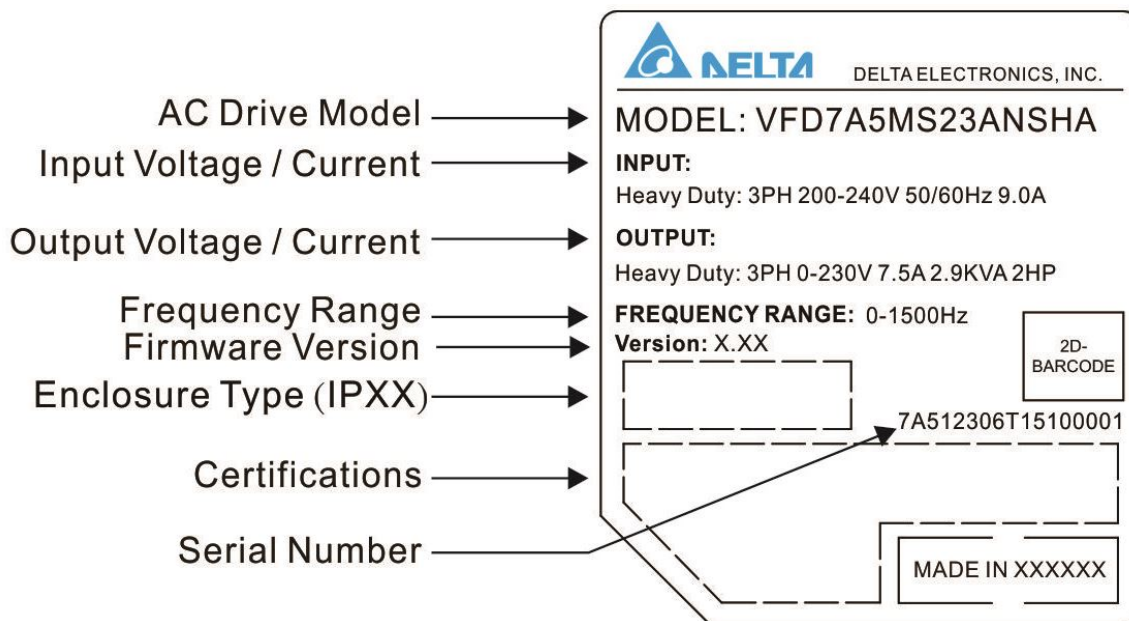 DELTA DELTA ELECTRONICS, INC.
AC Drive Model
MODEL: VFD7A5MS23ANSHA
Input Voltage / Current
INPUT:
Heavy Duty: 3PH 200-240V 50/60Hz 9.0A
Output Voltage / Current
OUTPUT:
Heavy Duty: 3PH 0-230V 7.5A 2.9KVA 2HP
Frequency Range
FREQUENCY RANGE: 0-1500Hz
Firmware Version
Version: X.XX
2D-
BARCODE
Enclosure Type (IPXX)
7A512306T15100001
Certifications
Serial Number
MADE IN XXXXXX